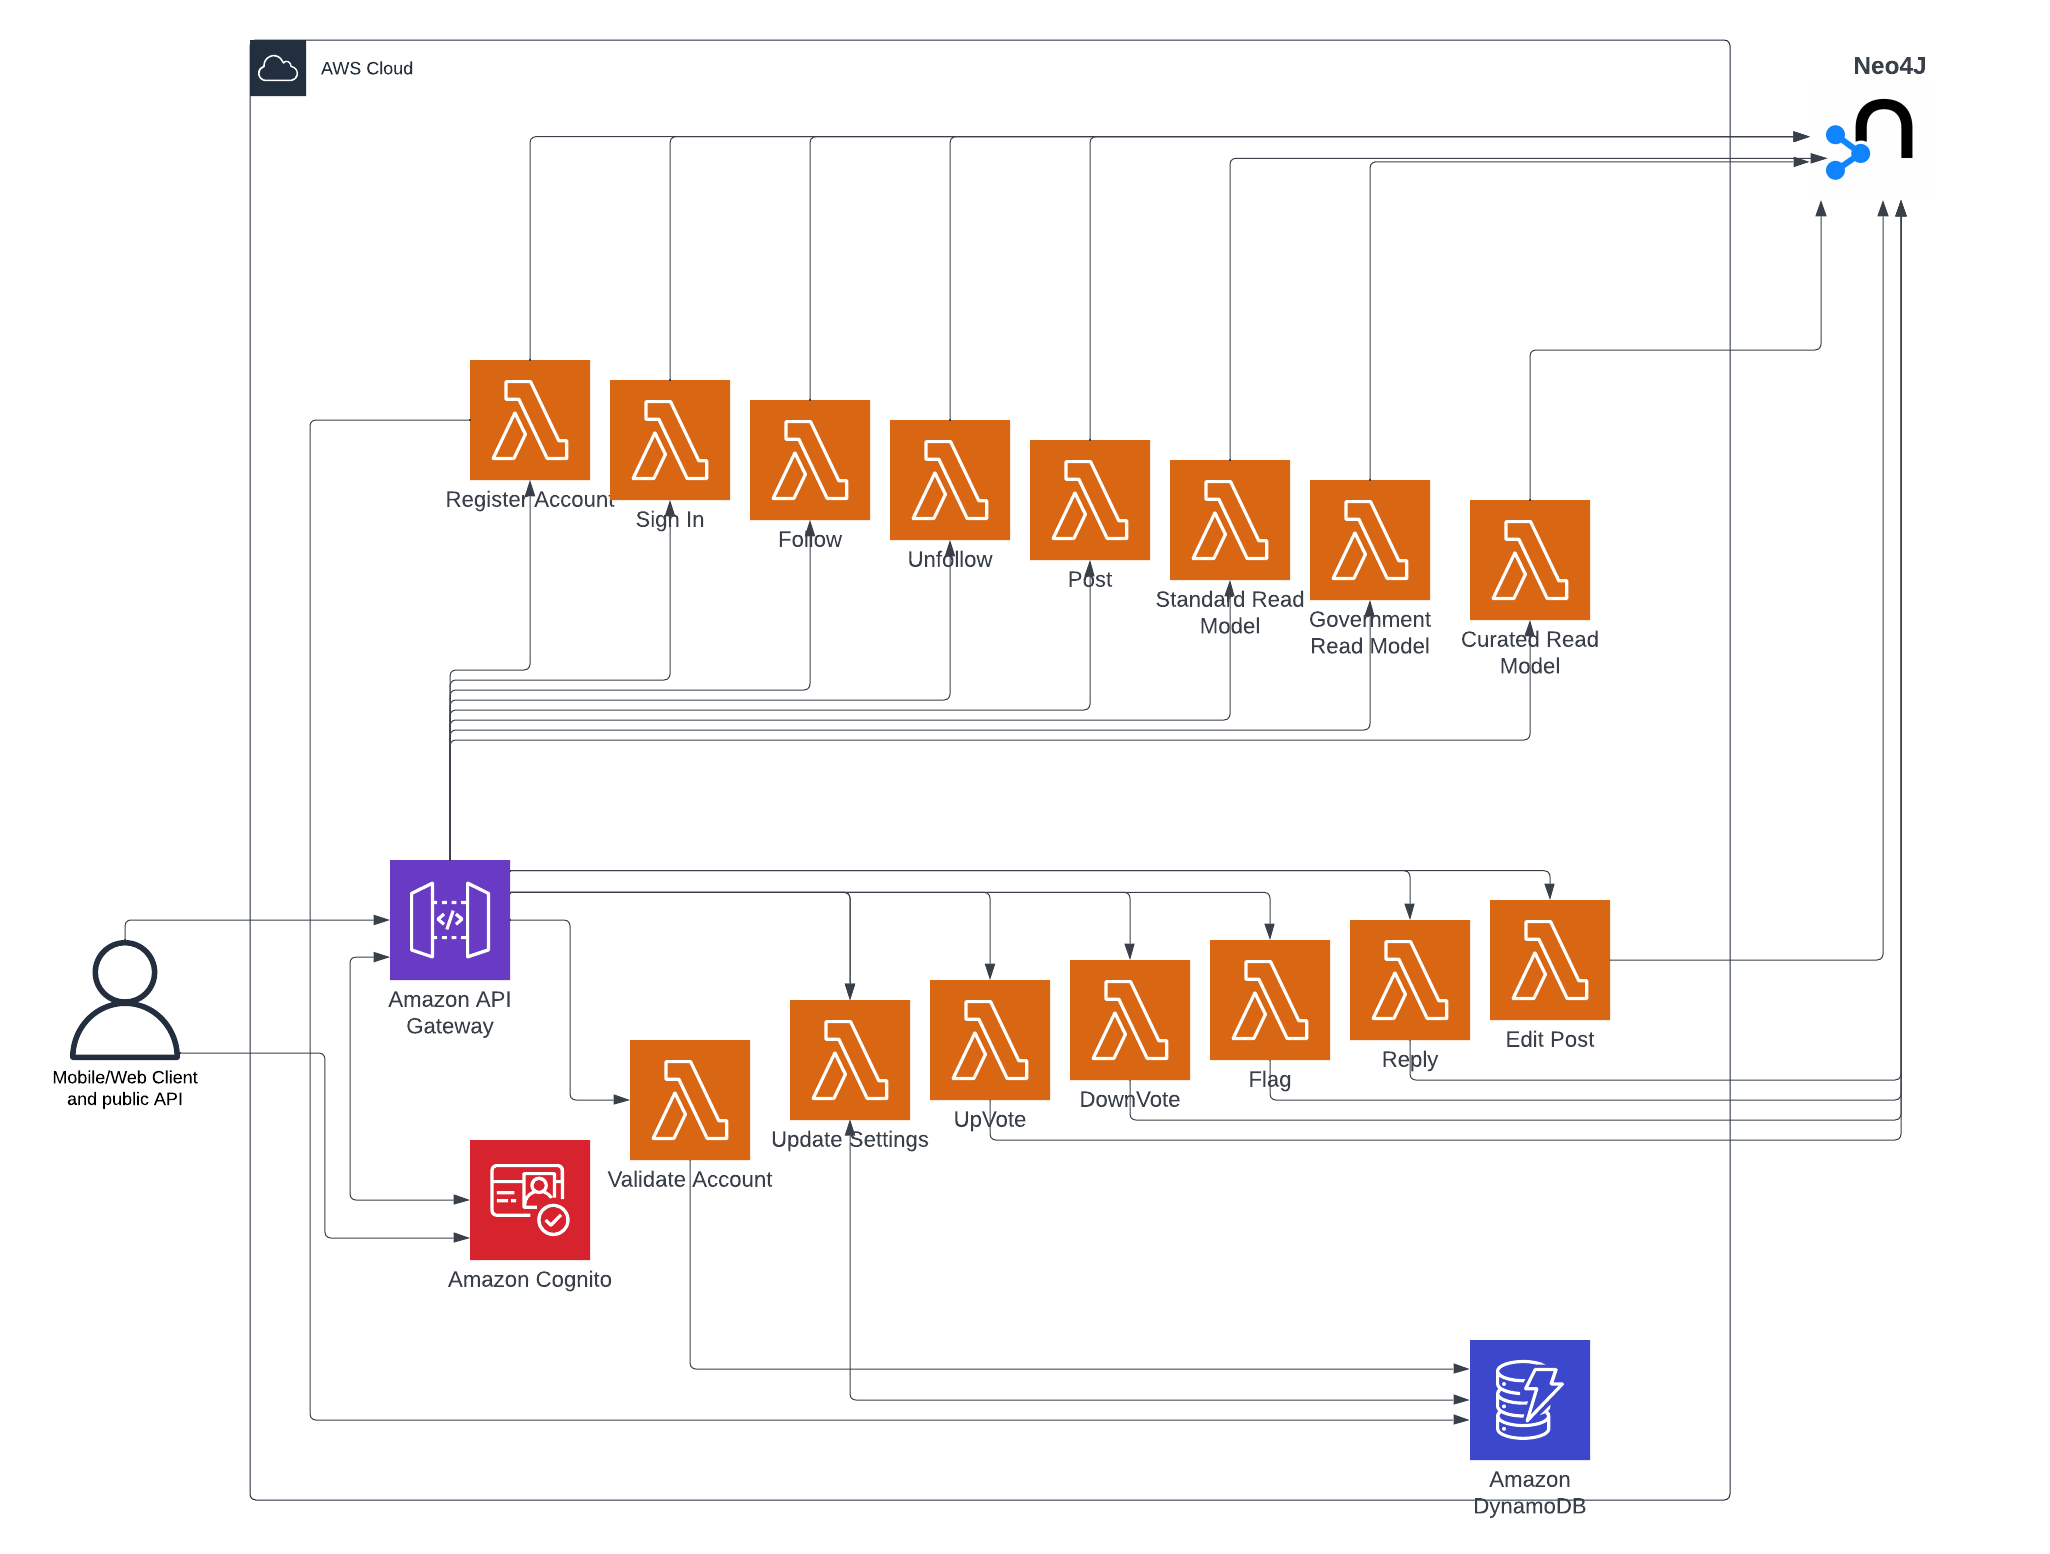 AWS Cloud
Neo4J
Register Account
Sign In
Follow
Unfollow
Post
Standard Read
Model
Government
Read Model
Curated Read
Model
Amazon API
Gateway
Mobile/Web Client
and public API
Edit Post
Reply
Flag
DownVote
UpVote
Update Settings
Validate Account
Amazon Cognito
Amazon
DynamoDB